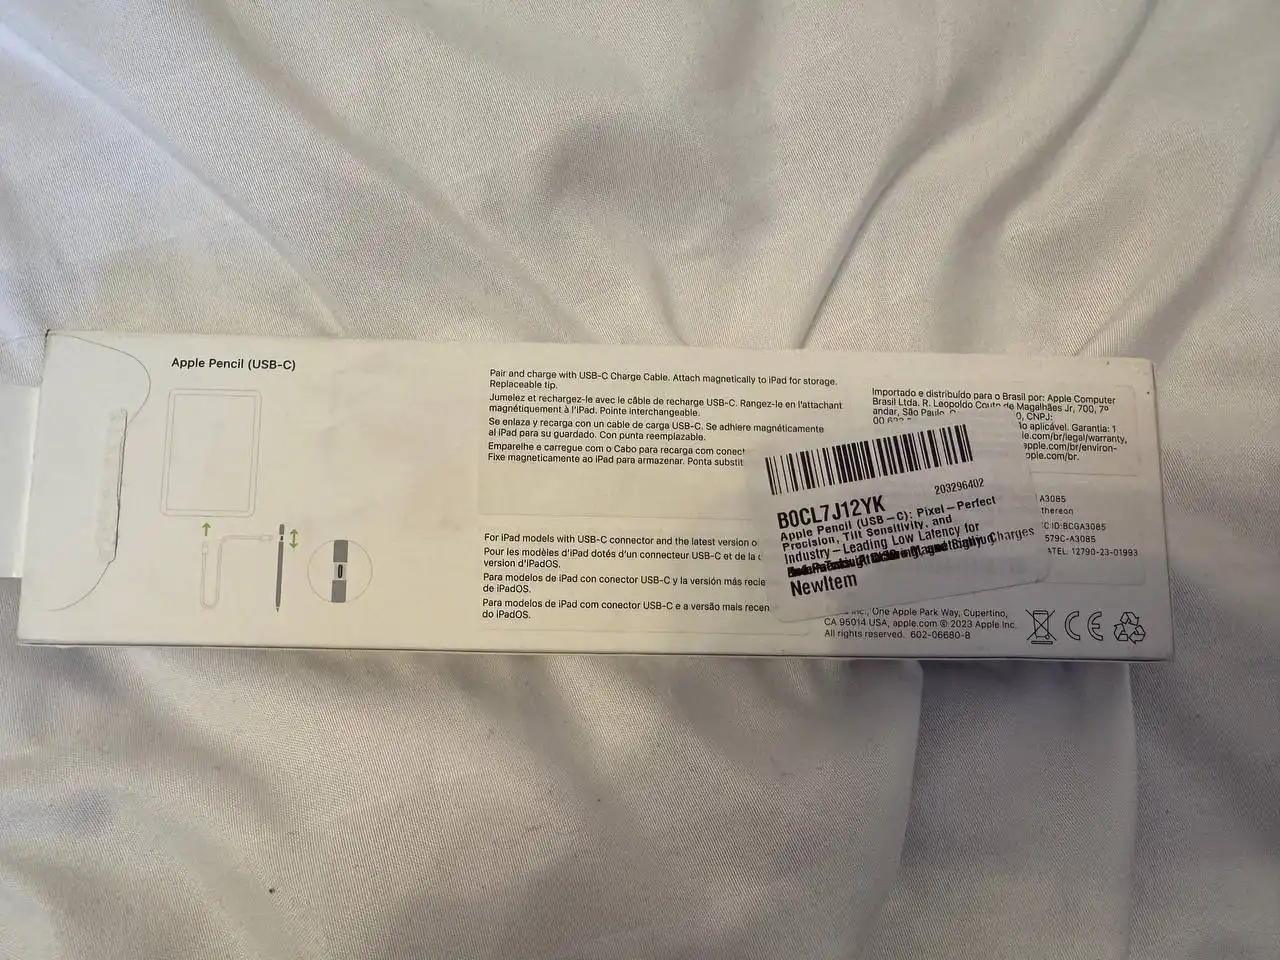 Apple Pencil (USB-C)
Pair and charge with USB-C Charge Cable. Attach magnetically to iPad for storage.
Replaceable tip.
Jumelez et rechargez-le avec le câble de recharge USB-C. Rangez-le en l'attachant
magnétiquement à l'iPad. Pointe interchangeable.
Se enlaza y recarga con un cable de carga USB-C. Se adhiere magnéticamente
al iPad para su guardado. Con punta reemplazable.
Emparelhe e carregue com o Cabo para recarga com
Fixe magneticamente ao iPad para armazenar. Ponta
For iPad models with USB-C connector and the latest version
Pour les modèles d'iPad dotés d'un connecteur USB-C et de la
version d'iPadOS.
Para modelos de iPad con conector USB-C y la versión más
de iPadOS.
Para modelos de iPad com conector USB-C e a versão mais
do iPadOS.
Importado e distribuído para o Brasil por: Apple Computer
Brasil Ltda. R. Leopoldo Couto de Magalhães Jr, 700, 7º
andar, São Paulo, CNPJ:
aplicável. Garantia: 1
le.com/br/legal/warranty,
apple.com/br/environ-
ople.com/br.
A3085
thereon
C ID:BCGA3085
579C-A3085
ATEL: 12790-23-01993
203296402
B0CL7J12YK
Apple Pencil (USB-C): Pixel-Perfect
Precision, Tilt Sensitivity, and
Industry-Leading Low Latency for
Charges
NewItem
Inc., One Apple Park Way, Cupertino,
CA 95014 USA, apple.com © 2023 Apple Inc.
All rights reserved. 602-06680-B
CE